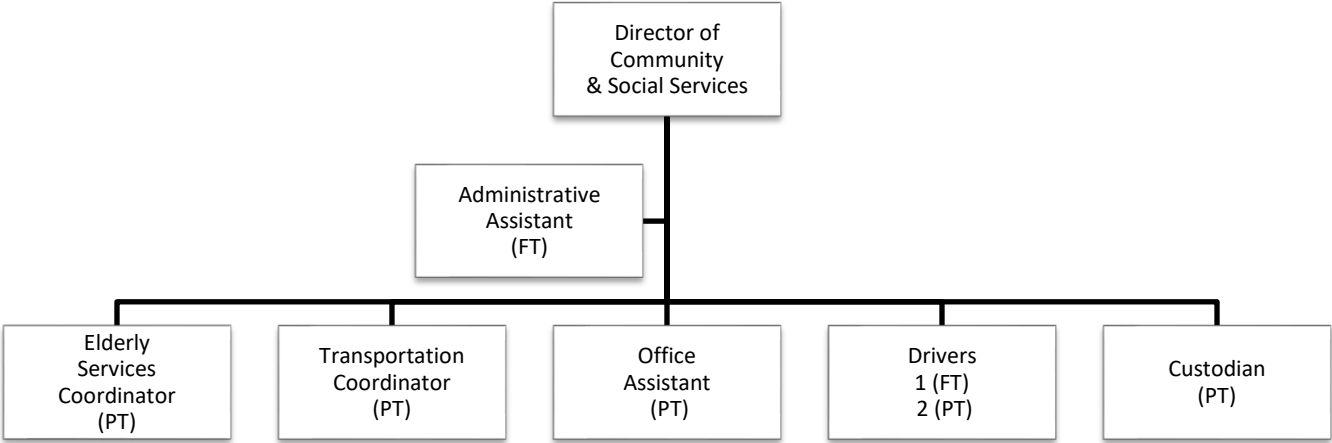 Director of
Community
& Social Services
Administrative
Assistant
(FT)
Elderly
Services
Coordinator
(PT)
Transportation
Coordinator
(PT)
Office
Assistant
(PT)
Drivers
1 (FT)
2 (PT)
Custodian
(PT)